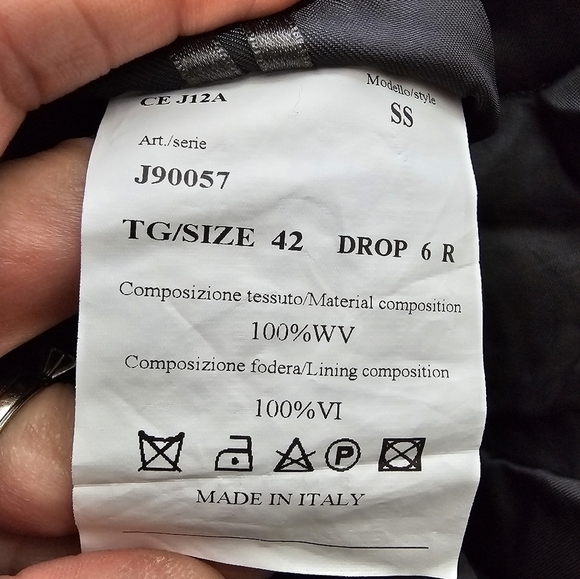 CE J12A
Modello/style
SS
Art./serie
J90057
TG/SIZE 42 DROP 6 R
Composizione tessuto/Material composition
100%WV
Composizione fodera/Lining composition
100%VI
P
MADE IN ITALY